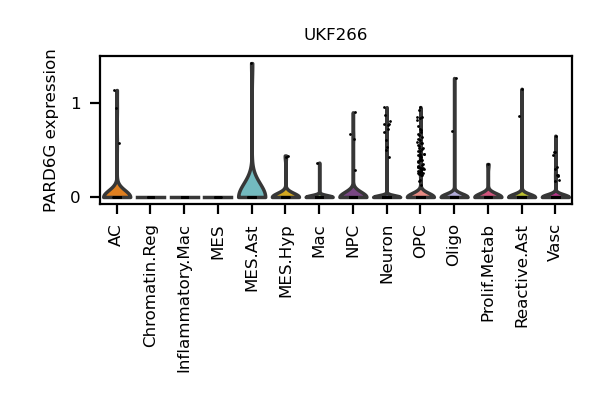 UKF266
PARD6G expression
1
0
AC
Chromatin.Reg
Inflammatory.Mac
MES
MES.Ast
MES.Hyp
Mac
NPC
Neuron
OPC
Oligo
Prolif.Metab
Reactive.Ast
Vasc